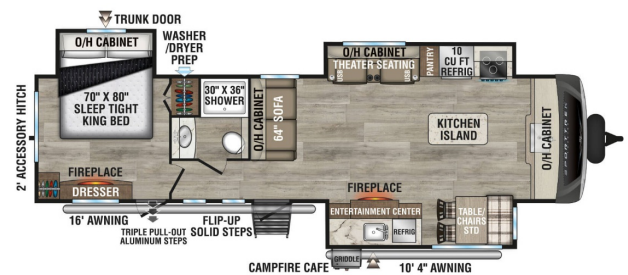 TRUNK DOOR
O/H CABINET
WASHER
/DRYER
PREP
70" X 80"
SLEEP TIGHT
KING BED
30" X 36"
SHOWER
O/H CABINET
64" SOFA
O/H CABINET
THEATER SEATING
USB
USB
PANTRY
10
CU FT
REFRIG
KITCHEN
ISLAND
O/H CABINET
SPORTTREK
2' ACCESSORY HITCH
FIREPLACE
DRESSER
16' AWNING
TRIPLE PULL-OUT
ALUMINUM STEPS
FLIP-UP
SOLID STEPS
FIREPLACE
ENTERTAINMENT CENTER
REFRIG
TABLE/
CHAIRS
STD
GRIDDLE
CAMPFIRE CAFE
10' 4" AWNING